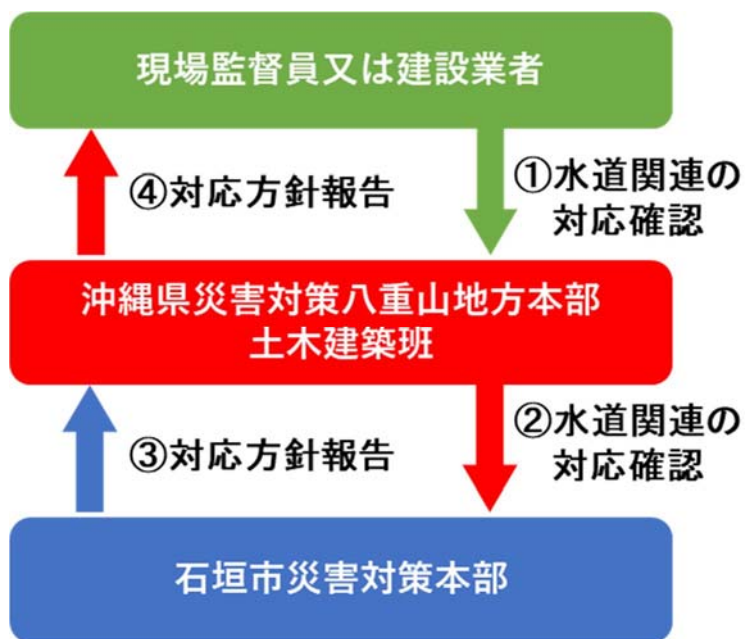 現場監督員又は建設業者
④対応方針報告
①水道関連の
対応確認
沖縄県災害対策八重山地方本部
土木建築班
③対応方針報告
②水道関連の
対応確認
石垣市災害対策本部